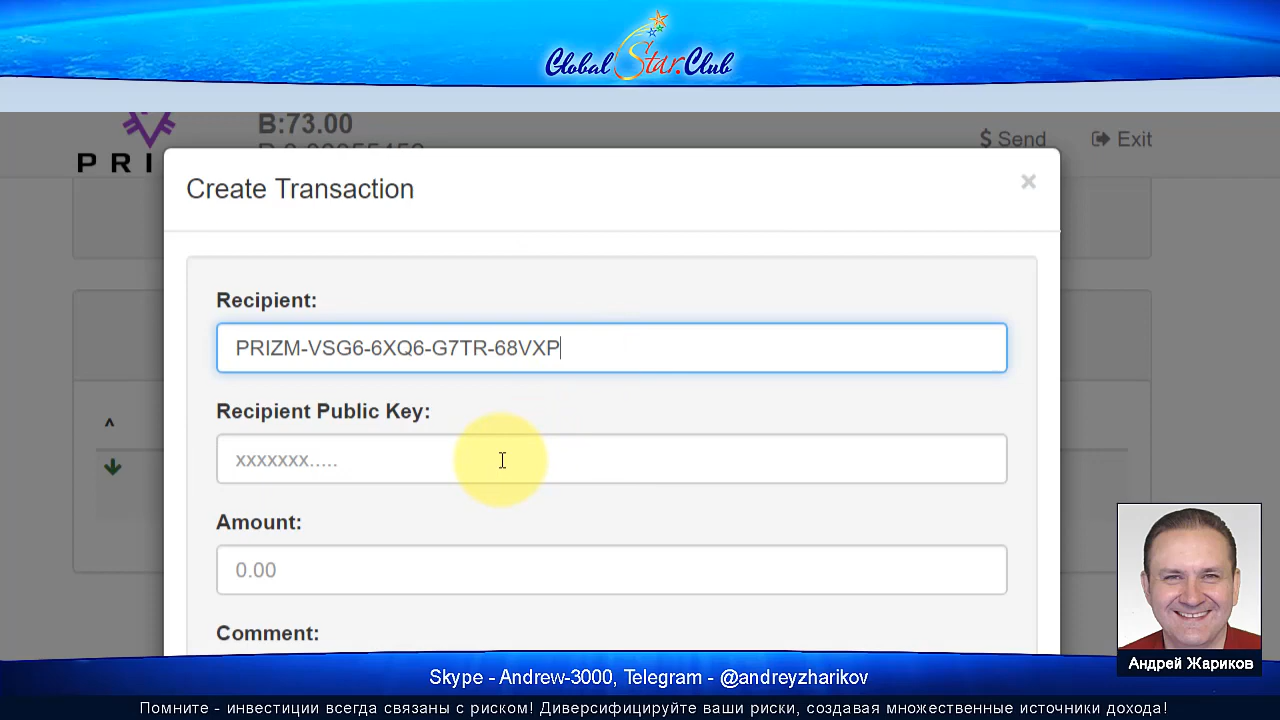 Global Star.Club
PRI
B:73.00
$ Send
Exit
Create Transaction
×
Recipient:
PRIZM-VSG6-6XQ6-G7TR-68VXP
Recipient Public Key:
xxxxxxx.....
Amount:
0.00
Comment:
Андрей Жариков
Skype - Andrew-3000, Telegram - @andreyzharikov
Помните - инвестиции всегда связаны с риском! Диверсифицируйте ваши риски, создавая множественные источники дохода!